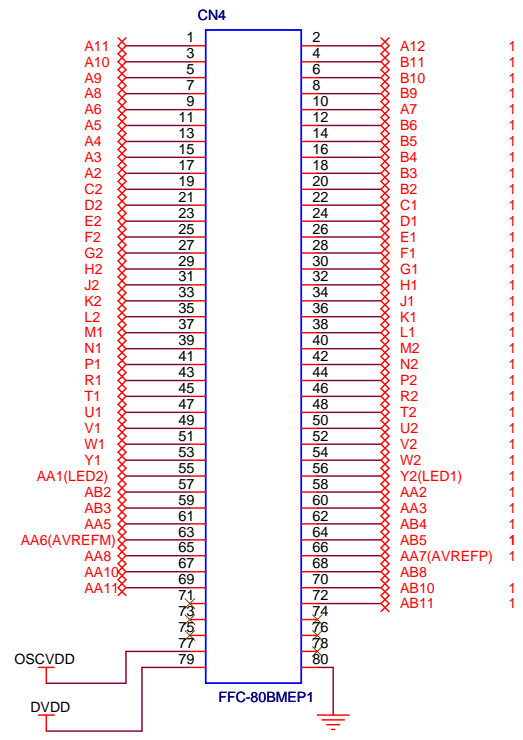 CN4
A11 1 2 A12 1
A10 3 4 B11 1
A9 5 6 B10 1
A8 7 8 B9 1
A6 9 10 A7 1
A5 11 12 B6 1
A4 13 14 B5 1
A3 15 16 B4 1
A2 17 18 B3 1
C2 19 20 B2 1
D2 21 22 C1 1
E2 23 24 D1 1
F2 25 26 E1 1
G2 27 28 F1 1
H2 29 30 G1 1
J2 31 32 H1 1
K2 33 34 J1 1
L2 35 36 K1 1
M1 37 38 L1 1
N1 39 40 M2 1
P1 41 42 N2 1
R1 43 44 P2 1
T1 45 46 R2 1
U1 47 48 T2 1
V1 49 50 U2 1
W1 51 52 V2 1
Y1 53 54 W2 1
AA1(LED2) 55 56 Y2(LED1) 1
AB2 57 58 AA2 1
AB3 59 60 AA3 1
AA5 61 62 AB4 1
AA6(AVREFM) 63 64 AB5 1
AA8 65 66 AA7(AVREFP) 1
AA10 67 68 AB8
AA11 69 70 AB10 1
71 72 AB11 1
73 74
75 76
77 78
OSCVDD 79 80
DVDD FFC-80BMEP1